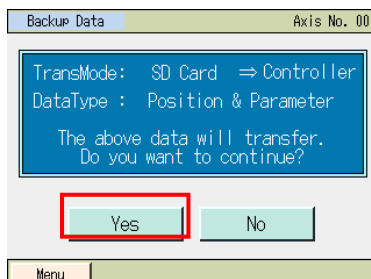 Backup Data Axis No. 00
TransMode: SD Card ⇒ Controller
DataType : Position & Parameter
The above data will transfer.
Do you want to continue?
Yes No
Menu